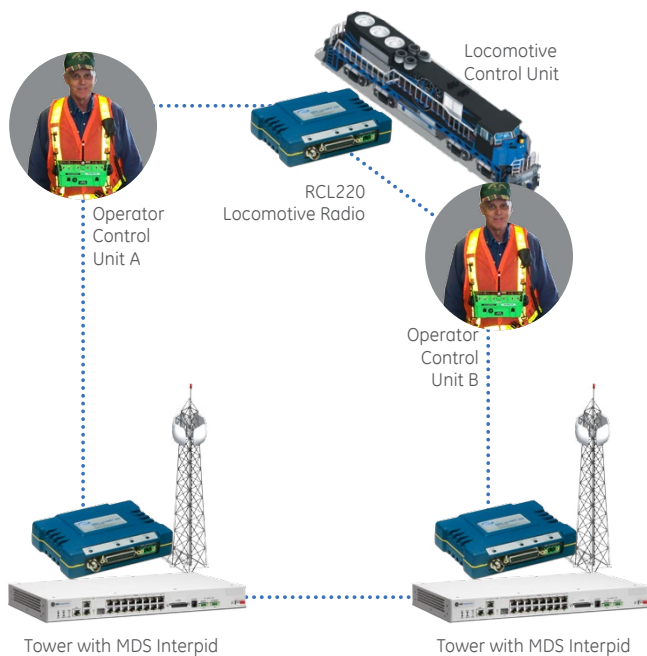 Locomotive
Control Unit
RCL220
Locomotive Radio
Operator
Control
Unit A
Operator
Control
Unit B
Tower with MDS Interpid
Tower with MDS Interpid